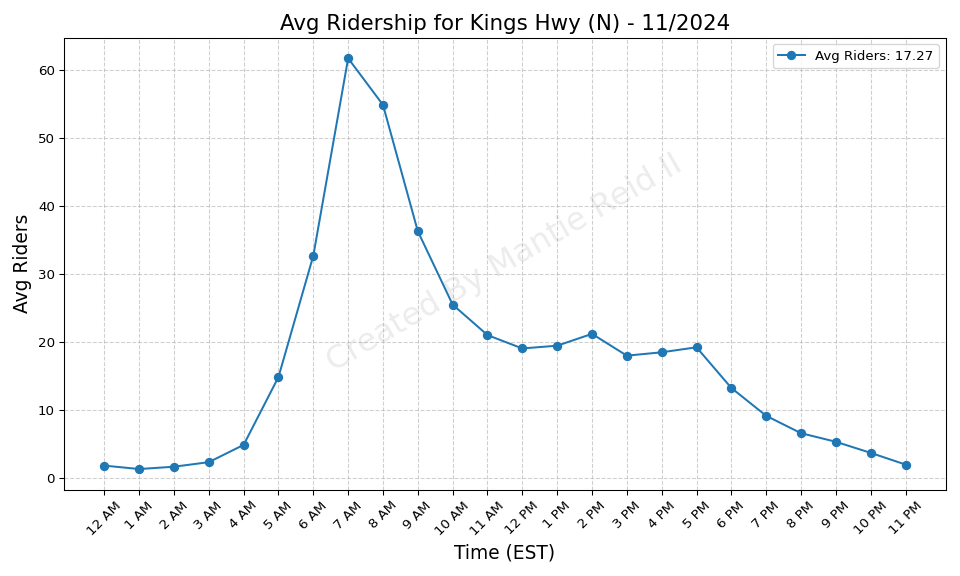 Avg Ridership for Kings Hwy (N) - 11/2024
Avg Riders: 17.27
Avg Riders
60
50
40
30
20
10
0
Created By Mantie Reid II
12 AM
1 AM
2 AM
3 AM
4 AM
5 AM
6 AM
7 AM
8 AM
9 AM
10 AM
11 AM
12 PM
1 PM
2 PM
3 PM
4 PM
5 PM
6 PM
7 PM
8 PM
9 PM
10 PM
11 PM
Time (EST)